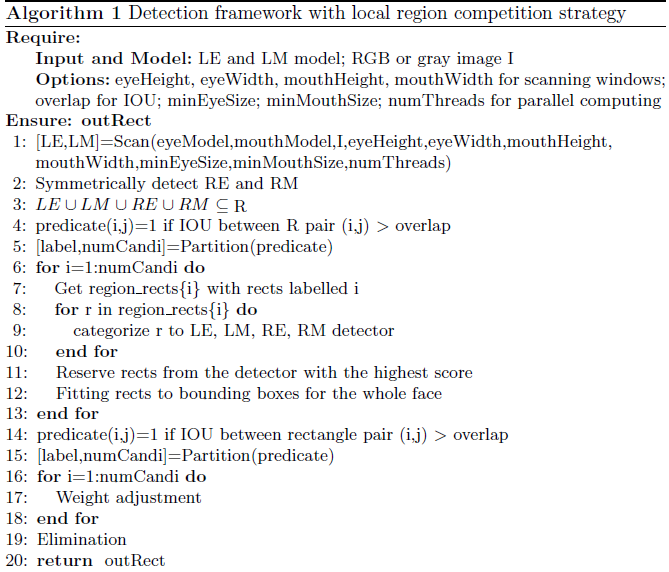 Algorithm 1 Detection framework with local region competition strategy
Require:
Input and Model: LE and LM model; RGB or gray image I
Options: eyeHeight, eyeWidth, mouthHeight, mouthWidth for scanning windows;
overlap for IOU; minEyeSize; minMouthSize; numThreads for parallel computing
Ensure: outRect
1: [LE,LM]=Scan(eyeModel,mouthModel,I,eyeHeight,eyeWidth,mouthHeight,
mouthWidth,minEyeSize,minMouthSize,numThreads)
2: Symmetrically detect RE and RM
3: LE ∪ LM ∪ RE ∪ RM ⊆ R
4: predicate(i,j)=1 if IOU between R pair (i,j) > overlap
5: [label,numCandi]=Partition(predicate)
6: for i=1:numCandi do
7: Get region_rects{i} with rects labelled i
8: for r in region_rects{i} do
9: categorize r to LE, LM, RE, RM detector
10: end for
11: Reserve rects from the detector with the highest score
12: Fitting rects to bounding boxes for the whole face
13: end for
14: predicate(i,j)=1 if IOU between rectangle pair (i,j) > overlap
15: [label,numCandi]=Partition(predicate)
16: for i=1:numCandi do
17: Weight adjustment
18: end for
19: Elimination
20: return outRect